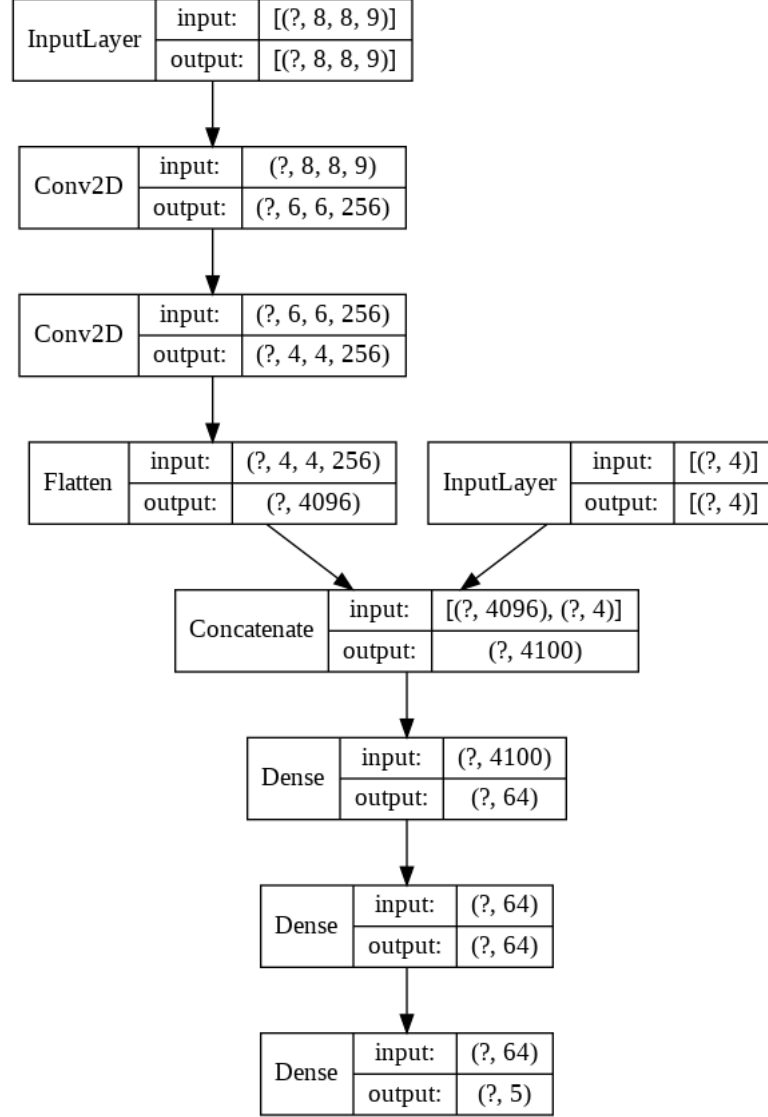 InputLayer
input: [(?, 8, 8, 9)]
output: [(?, 8, 8, 9)]
Conv2D
input: (?, 8, 8, 9)
output: (?, 6, 6, 256)
Conv2D
input: (?, 6, 6, 256)
output: (?, 4, 4, 256)
Flatten
input: (?, 4, 4, 256)
output: (?, 4096)
InputLayer
input: [(?, 4)]
output: [(?, 4)]
Concatenate
input: [(?, 4096), (?, 4)]
output: (?, 4100)
Dense
input: (?, 4100)
output: (?, 64)
Dense
input: (?, 64)
output: (?, 64)
Dense
input: (?, 64)
output: (?, 5)